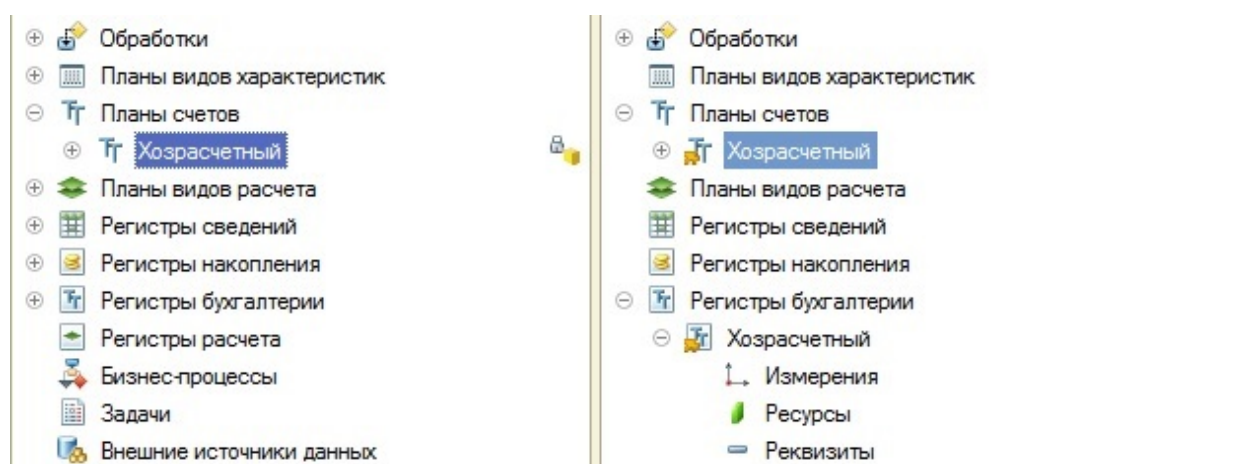 Обработки
Планы видов характеристик
Планы счетов
Хозрасчетный
Планы видов расчета
Регистры сведений
Регистры накопления
Регистры бухгалтерии
Регистры расчета
Бизнес-процессы
Задачи
Внешние источники данных
Обработки
Планы видов характеристик
Планы счетов
Хозрасчетный
Планы видов расчета
Регистры сведений
Регистры накопления
Регистры бухгалтерии
Хозрасчетный
Измерения
Ресурсы
Реквизиты